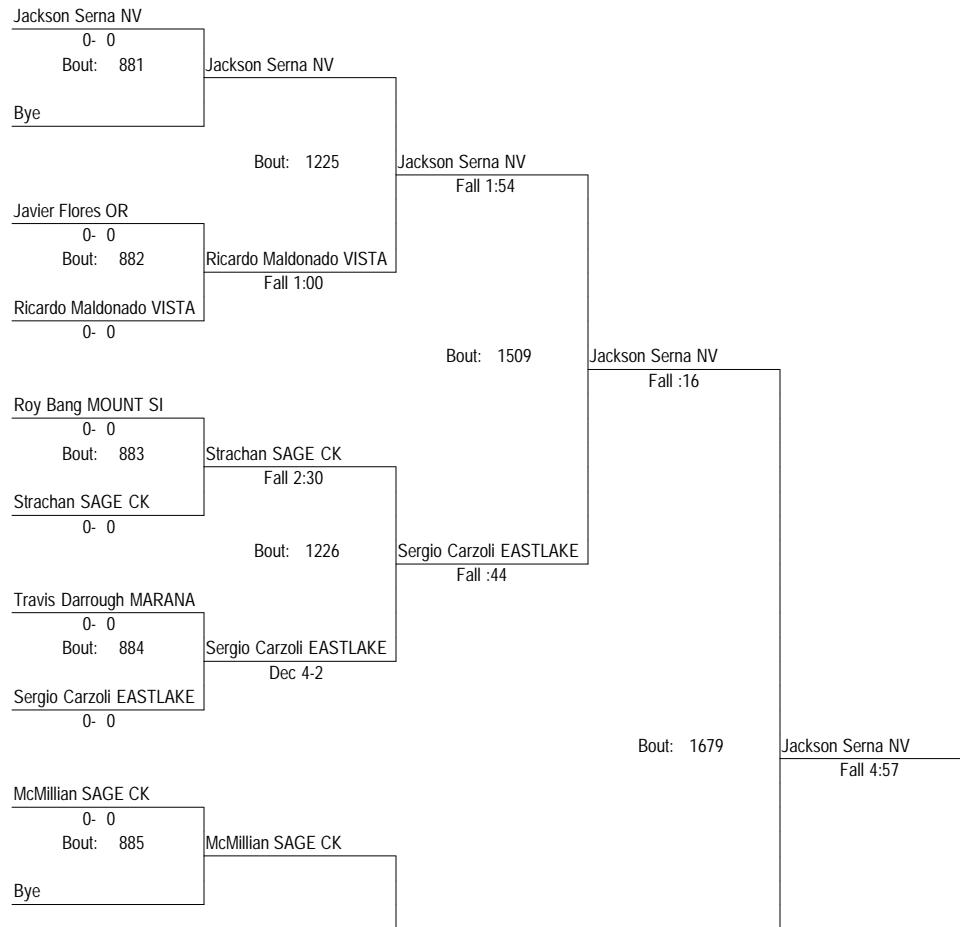 Jackson Serna NV
0- 0
Bout: 881
Jackson Serna NV
Bye
Bout: 1225
Jackson Serna NV
Fall 1:54
Javier Flores OR
0- 0
Bout: 882
Ricardo Maldonado VISTA
Fall 1:00
Ricardo Maldonado VISTA
0- 0
Bout: 1509
Jackson Serna NV
Fall :16
Roy Bang MOUNT SI
0- 0
Bout: 883
Strachan SAGE CK
Fall 2:30
Strachan SAGE CK
0- 0
Bout: 1226
Sergio Carzoli EASTLAKE
Fall :44
Travis Darrough MARANA
0- 0
Bout: 884
Sergio Carzoli EASTLAKE
Dec 4-2
Sergio Carzoli EASTLAKE
0- 0
Bout: 1679
Jackson Serna NV
Fall 4:57
McMillian SAGE CK
0- 0
Bout: 885
McMillian SAGE CK
Bye